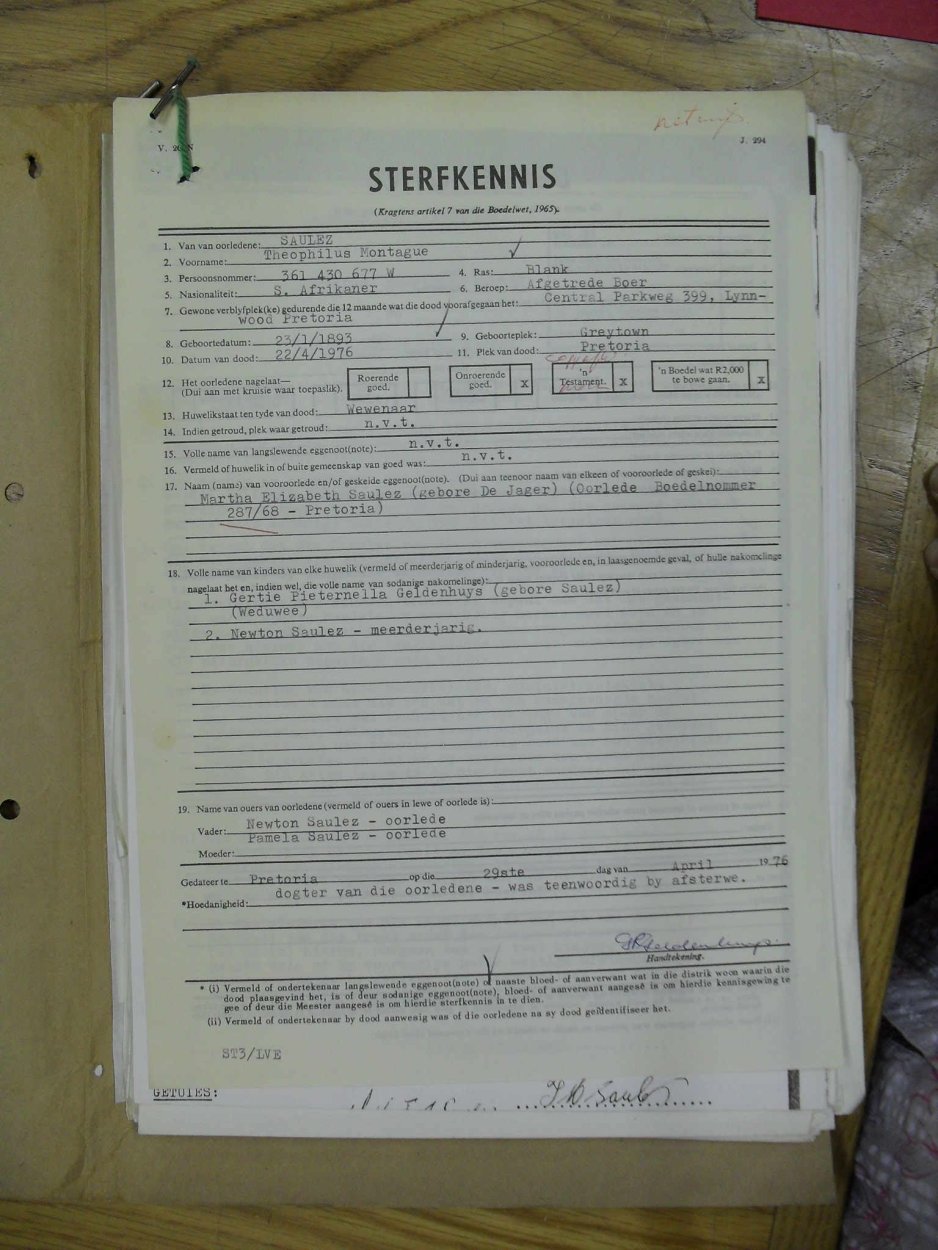 V. 26 N
J. 294
STERFKENNIS
(Kragtens artikel 7 van die Boedelwet, 1965).
1. Van van oorledene: SAULEZ
2. Voorname: Theophilus Montague
3. Persoonsnommer: 361 430 677 W 4. Ras: Blank
5. Nasionaliteit: S. Afrikaner 6. Beroep: Afgetrede Boer
7. Gewone verblyfplek(ke) gedurende die 12 maande wat die dood voorafgegaan het: Central Parkweg 399, Lynn-
wood Pretoria
8. Geboortedatum: 23/1/1893 9. Geboorteplek: Greytown
10. Datum van dood: 22/4/1976 11. Plek van dood: Pretoria
12. Het oorledene nagelaat—
(Dui aan met kruisie waar toepaslik).
Roerende goed.
Onroerende goed. x
'n Testament. x
'n Boedel wat R2,000 te bowe gaan. x
13. Huwelikstaat ten tyde van dood: Wewenaar
14. Indien getroud, plek waar getroud: n.v.t.
15. Volle name van langslewende eggenoot(note): n.v.t.
16. Vermeld of huwelik in of buite gemeenskap van goed was: n.v.t.
17. Naam (name) van vooroorlede en/of geskeide eggenoot(note). (Dui aan teenoor naam van elkeen of vooroorlede of geskei):
Martha Elizabeth Saulez (gebore De Jager) (Oorlede Boedelnommer
287/68 - Pretoria)
18. Volle name van kinders van elke huwelik (vermeld of meerderjarig of minderjarig, vooroorlede en, in laasgenoemde geval, of hulle nakomelinge
nagelaat het en, indien wel, die volle name van sodanige nakomelinge):
1. Gertie Pieternella Geldenhuys (gebore Saulez)
(Weduwee)
2. Newton Saulez - meerderjarig.
19. Name van ouers van oorledene (vermeld of ouers in lewe of oorlede is):
Vader: Newton Saulez - oorlede
Pamela Saulez - oorlede
Moeder:
Gedateer te Pretoria op die 29ste dag van April 1976
dogter van die oorledene - was teenwoordig by afsterwe.
*Hoedanigheid:
Handtekening.
* (i) Vermeld of ondertekenaar langslewende eggenoot(note) of naaste bloed- of aanverwant wat in die distrik woon waarin die
dood plaasgevind het, is of deur sodanige eggenoot(note), bloed- of aanverwant aangesê is om hierdie kennisgewing te
gee of deur die Meester aangesê is om hierdie sterfkennis in te dien.
(ii) Vermeld of ondertekenaar by dood aanwesig was of die oorledene na sy dood geïdentifiseer het.
ST3/LVE
GETUIES: